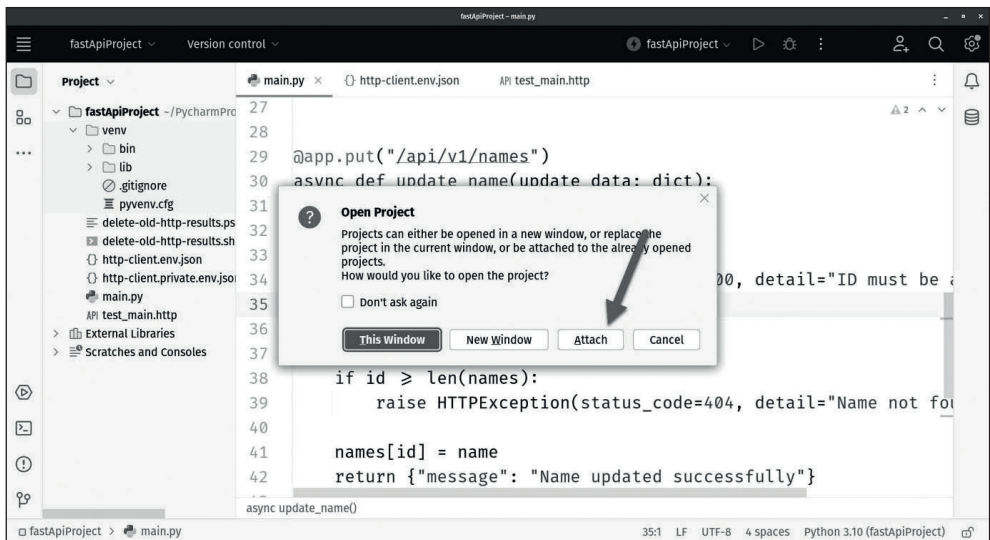 fastApiProject – main.py
fastApiProject
Version control
fastApiProject
Project
main.py
http-client.env.json
API test_main.http
fastApiProject ~/PycharmPro
venv
bin
lib
.gitignore
pyvenv.cfg
delete-old-http-results.ps
delete-old-http-results.sh
http-client.env.json
http-client.private.env.jso
main.py
API test_main.http
External Libraries
Scratches and Consoles
2
27
28
29 @app.put("/api/v1/names")
30 async def update_name(update_data: dict):
31
32
33
34 00, detail="ID must be a
35
36
37
38 if id ⩾ len(names):
39 raise HTTPException(status_code=404, detail="Name not fou
40
41 names[id] = name
42 return {"message": "Name updated successfully"}
Open Project
Projects can either be opened in a new window, or replace the
project in the current window, or be attached to the already opened
projects.
How would you like to open the project?
Don't ask again
This Window
New Window
Attach
Cancel
async update_name()
fastApiProject > main.py
35:1 LF UTF-8 4 spaces Python 3.10 (fastApiProject)